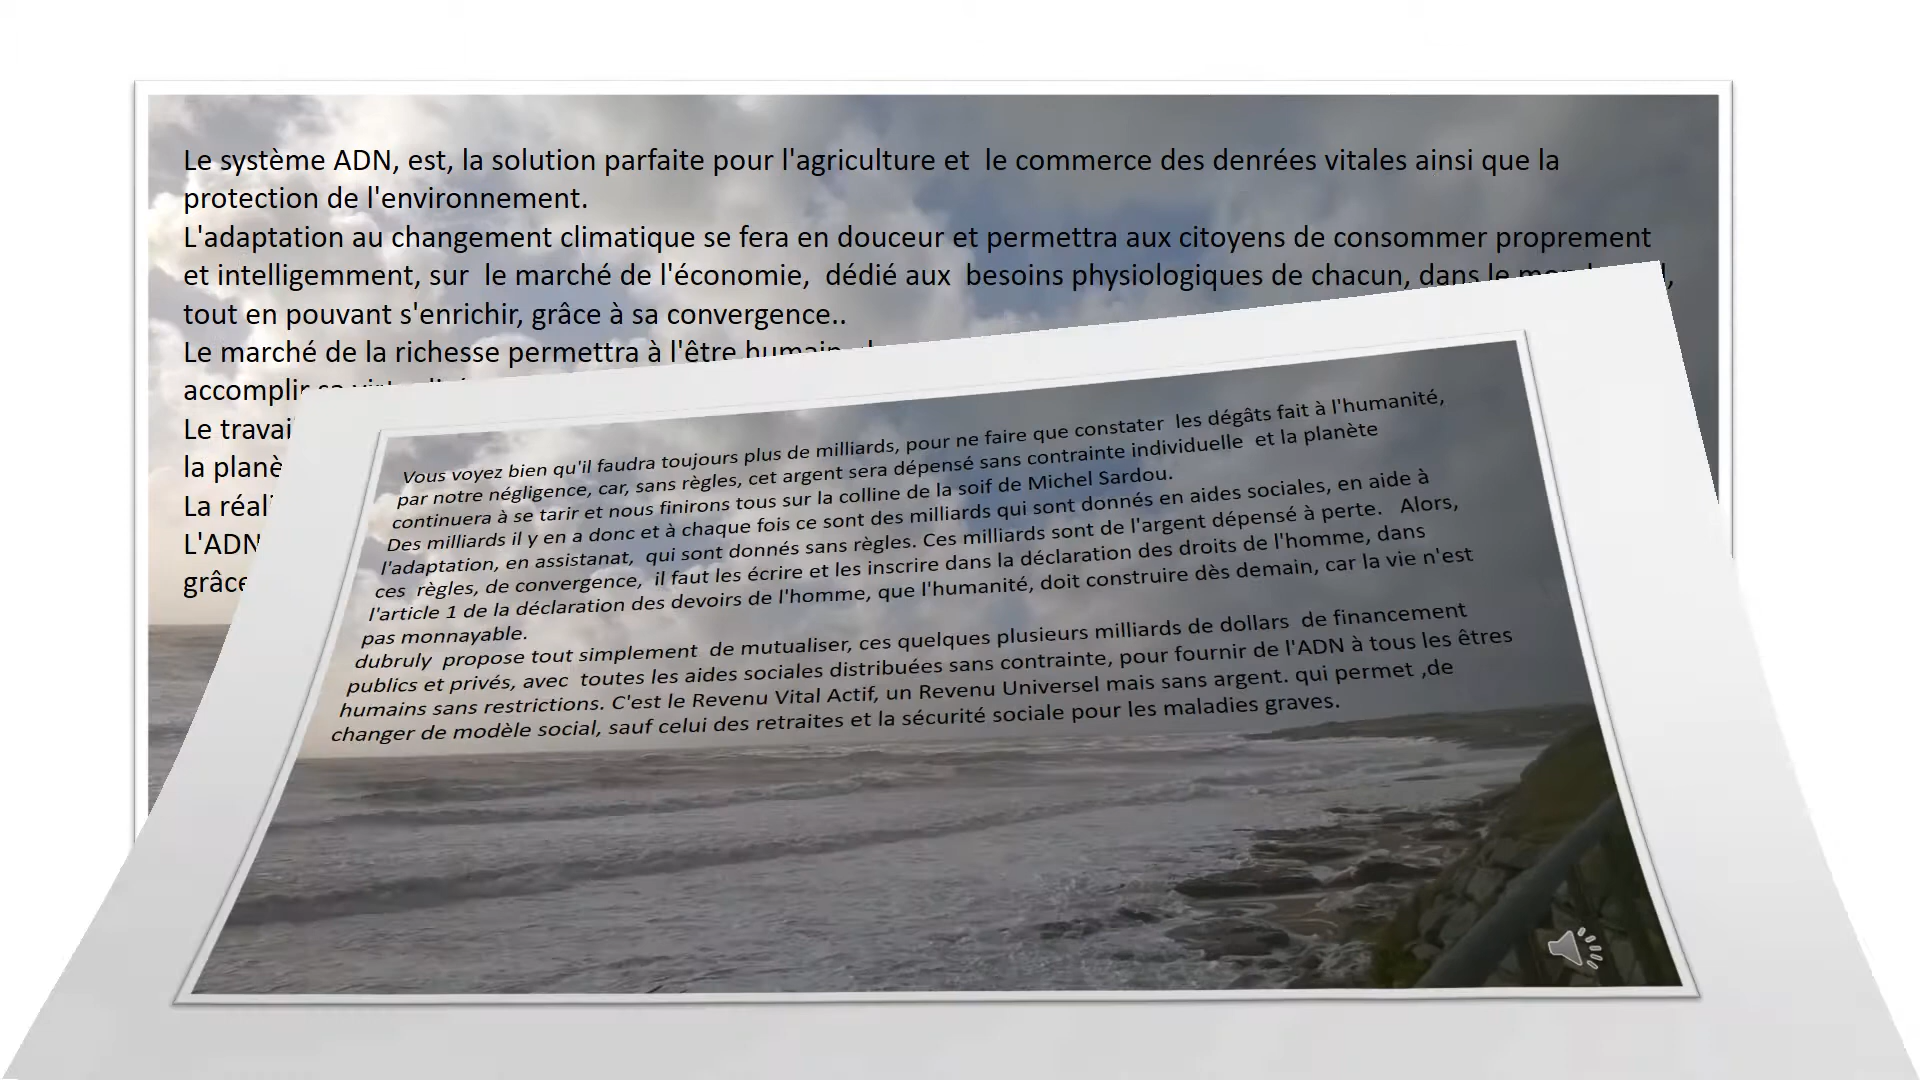 Le système ADN, est, la solution parfaite pour l'agriculture et le commerce des denrées vitales ainsi que la
protection de l'environnement.
L'adaptation au changement climatique se fera en douceur et permettra aux citoyens de consommer proprement
et intelligemment, sur le marché de l'économie, dédié aux besoins physiologiques de chacun, dans le
tout en pouvant s'enrichir, grâce à sa convergence..
Le marché de la richesse permettra à l'être humain
accomplir sa
Le travail
la
La
L'ADN
grâce
Vous voyez bien qu'il faudra toujours plus de milliards, pour ne faire que constater les dégâts fait à l'humanité,
par notre négligence, car, sans règles, cet argent sera dépensé sans contrainte individuelle et la planète
continuera à se tarir et nous finirons tous sur la colline de la soif de Michel Sardou.
Des milliards il y en a donc et à chaque fois ce sont des milliards qui sont donnés en aides sociales, en aide à
l'adaptation, en assistanat, qui sont donnés sans règles. Ces milliards sont de l'argent dépensé à perte. Alors,
ces règles, de convergence, il faut les écrire et les inscrire dans la déclaration des droits de l'homme, dans
l'article 1 de la déclaration des devoirs de l'homme, que l'humanité, doit construire dès demain, car la vie n'est
pas monnayable.
dubruly propose tout simplement de mutualiser, ces quelques plusieurs milliards de dollars de financement
publics et privés, avec toutes les aides sociales distribuées sans contrainte, pour fournir de l'ADN à tous les êtres
humains sans restrictions. C'est le Revenu Vital Actif, un Revenu Universel mais sans argent. qui permet ,de
changer de modèle social, sauf celui des retraites et la sécurité sociale pour les maladies graves.